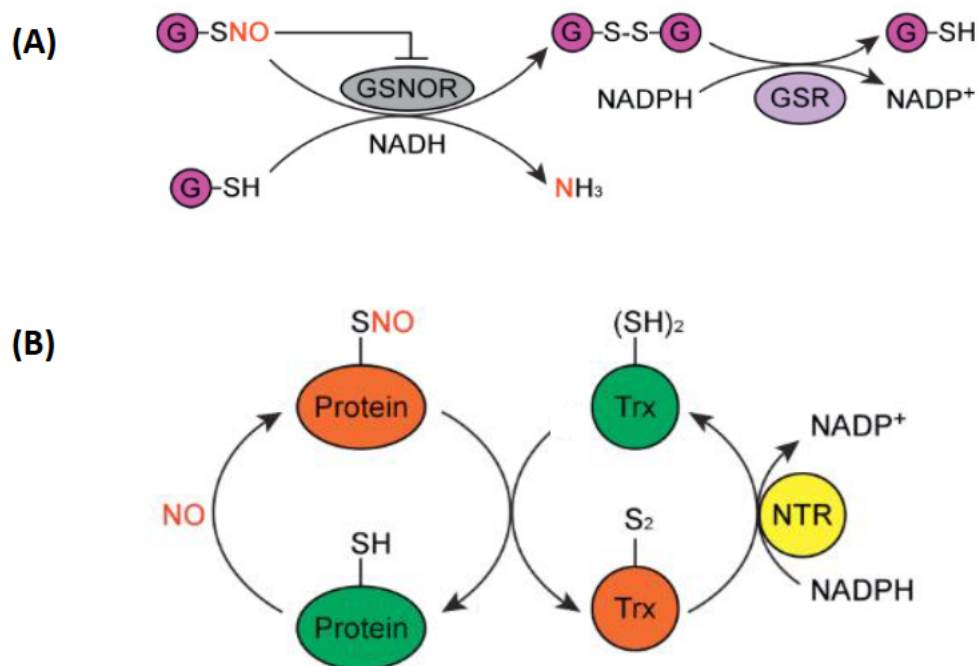 (A)
G-SNO
G-S-S-G
G-SH
GSNOR
NADPH
GSR
NADP⁺
NADH
G-SH
NH₃
(B)
SNO
(SH)₂
Protein
Trx
NADP⁺
NO
SH
S₂
NTR
NADPH
Protein
Trx